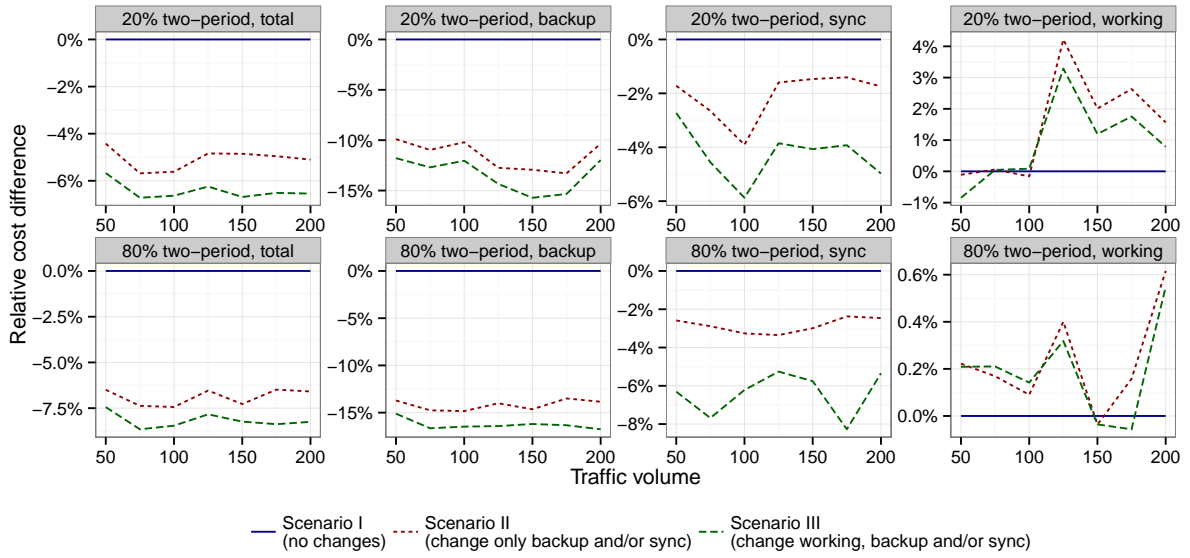 20% two−period, total
20% two−period, backup
20% two−period, sync
20% two−period, working
0%
−2%
−4%
−6%
0%
−5%
−10%
−15%
0%
−2%
−4%
−6%
4%
3%
2%
1%
0%
−1%
50 100 150 200
50 100 150 200
50 100 150 200
50 100 150 200
Relative cost difference
80% two−period, total
80% two−period, backup
80% two−period, sync
80% two−period, working
0.0%
−2.5%
−5.0%
−7.5%
0%
−5%
−10%
−15%
0%
−2%
−4%
−6%
−8%
0.6%
0.4%
0.2%
0.0%
50 100 150 200
50 100 150 200
50 100 150 200
50 100 150 200
Traffic volume
Scenario I
(no changes)
Scenario II
(change only backup and/or sync)
Scenario III
(change working, backup and/or sync)